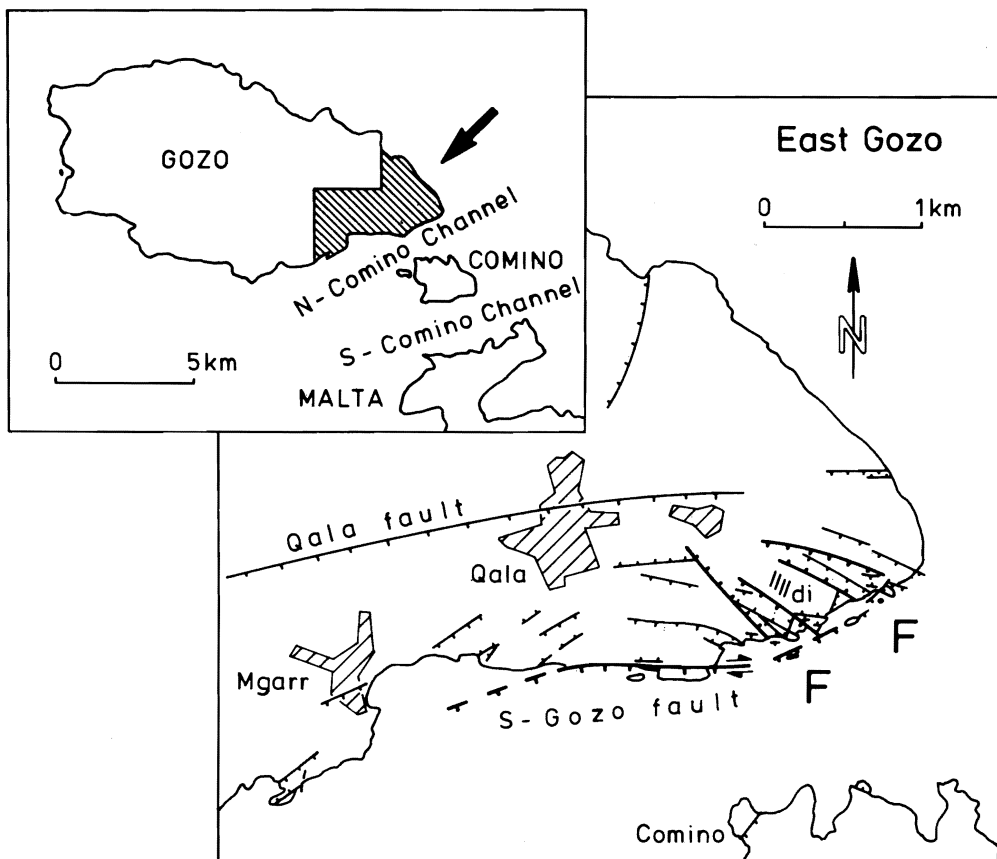 GOZO
N-Comino Channel
COMINO
S-Comino Channel
0 5km
MALTA
East Gozo
0 1km
N
Qala fault
Qala
di
Mgarr
F
F
S-Gozo fault
Comino